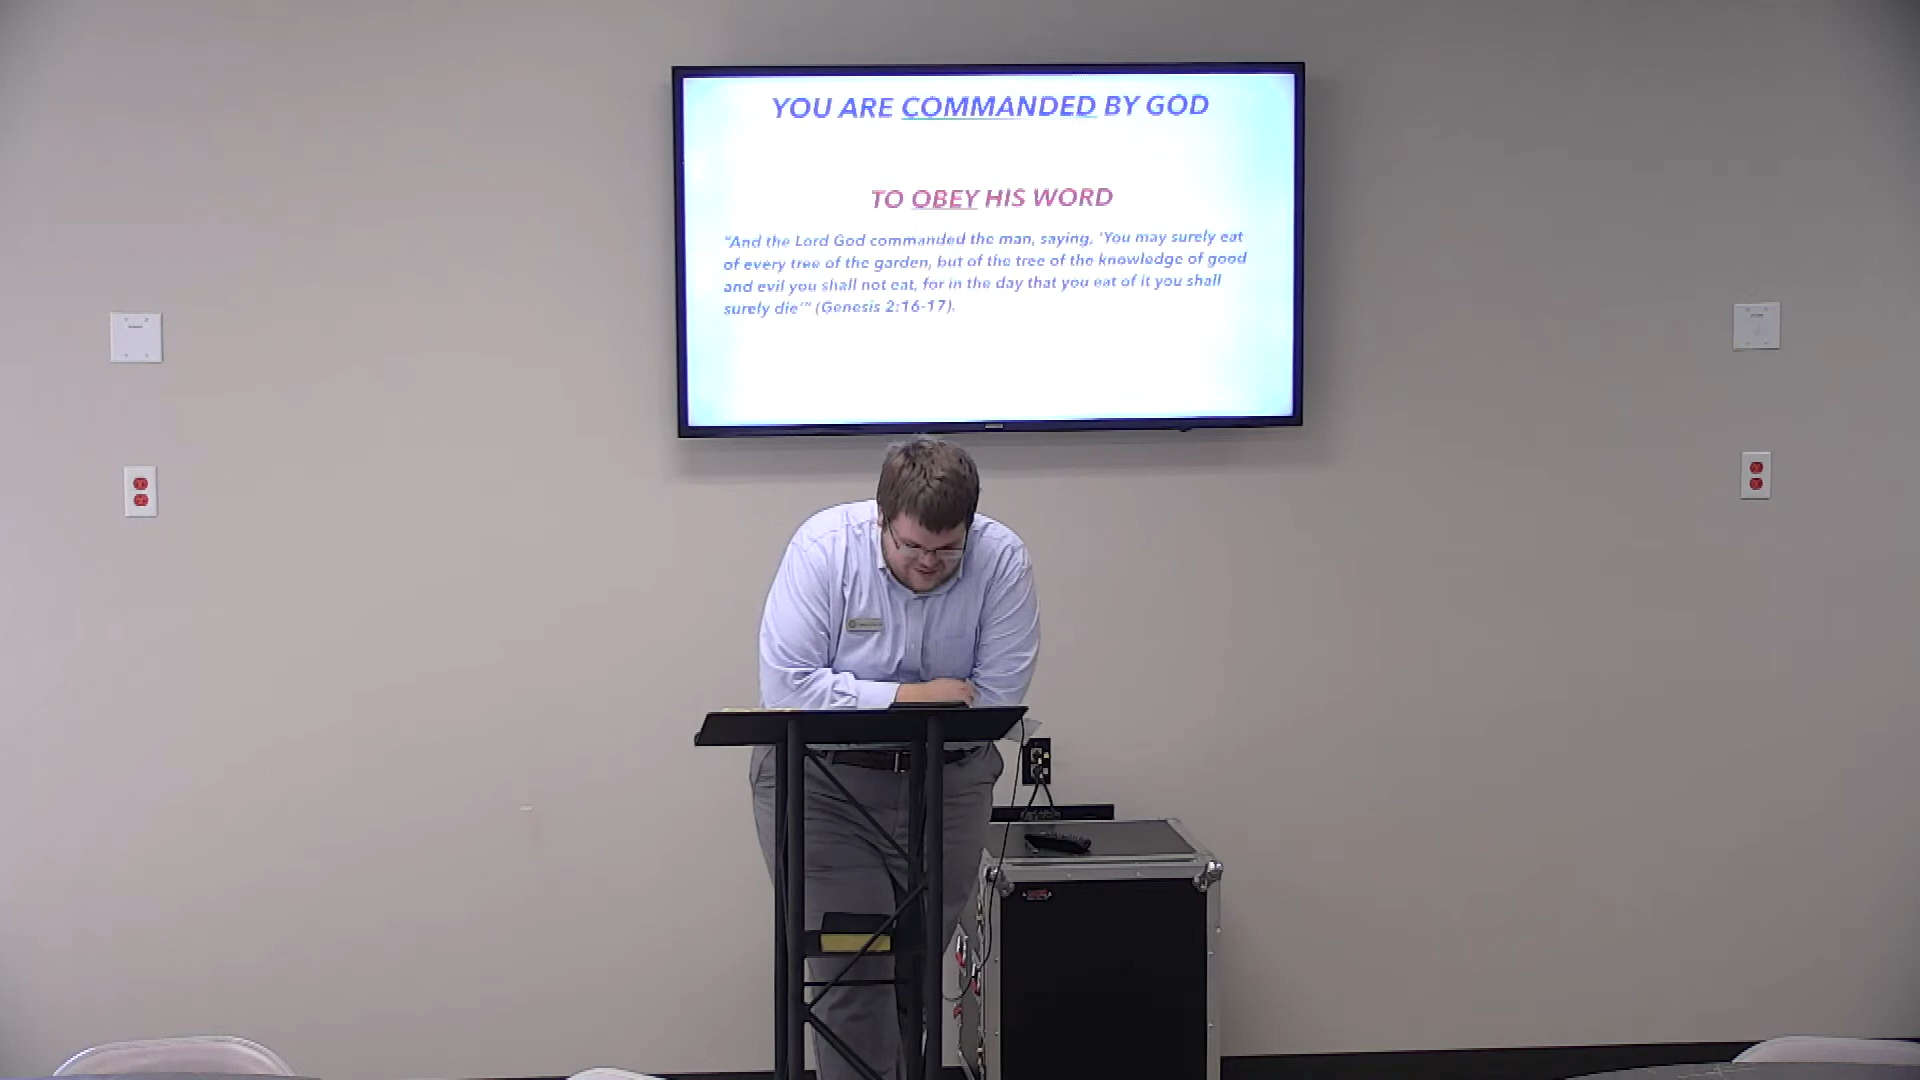 YOU ARE COMMANDED BY GOD
TO OBEY HIS WORD
"And the Lord God commanded the man, saying, 'You may surely eat
of every tree of the garden, but of the tree of the knowledge of good
and evil you shall not eat, for in the day that you eat of it you shall
surely die'" (Genesis 2:16-17).